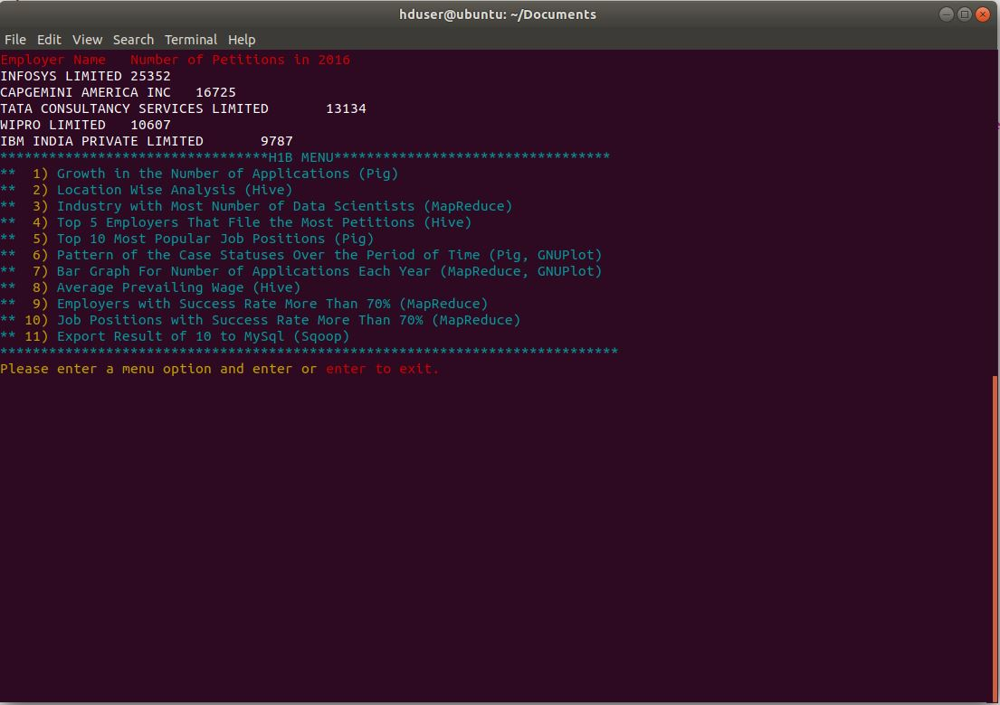 hduser@ubuntu: ~/Documents
File Edit View Search Terminal Help
Employer Name   Number of Petitions in 2016
INFOSYS LIMITED 25352
CAPGEMINI AMERICA INC   16725
TATA CONSULTANCY SERVICES LIMITED       13134
WIPRO LIMITED   10607
IBM INDIA PRIVATE LIMITED       9787
*********************************H1B MENU**********************************
**  1) Growth in the Number of Applications (Pig)
**  2) Location Wise Analysis (Hive)
**  3) Industry with Most Number of Data Scientists (MapReduce)
**  4) Top 5 Employers That File the Most Petitions (Hive)
**  5) Top 10 Most Popular Job Positions (Pig)
**  6) Pattern of the Case Statuses Over the Period of Time (Pig, GNUPlot)
**  7) Bar Graph For Number of Applications Each Year (MapReduce, GNUPlot)
**  8) Average Prevailing Wage (Hive)
**  9) Employers with Success Rate More Than 70% (MapReduce)
** 10) Job Positions with Success Rate More Than 70% (MapReduce)
** 11) Export Result of 10 to MySql (Sqoop)
****************************************************************************
Please enter a menu option and enter or enter to exit.